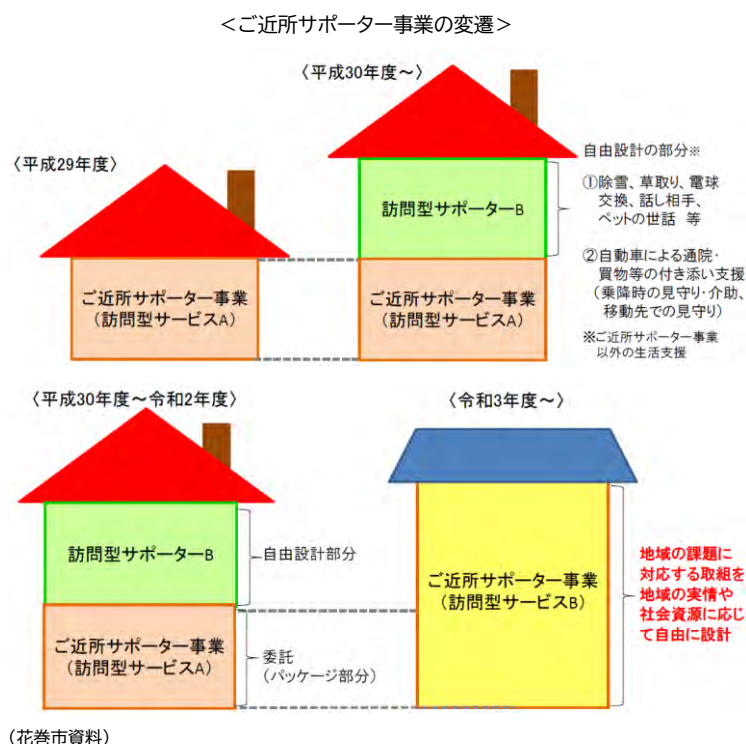 <ご近所サポーター事業の変遷>
〈平成29年度〉
ご近所サポーター事業
(訪問型サービスA)
〈平成30年度~〉
訪問型サポーターB
ご近所サポーター事業
(訪問型サービスA)
自由設計の部分※
①除雪、草取り、電球
交換、話し相手、
ペットの世話 等
②自動車による通院・
買物等の付き添い支援
(乗降時の見守り・介助、
移動先での見守り)
※ご近所サポーター事業
以外の生活支援
〈平成30年度~令和2年度〉
訪問型サポーターB
自由設計部分
ご近所サポーター事業
(訪問型サービスA)
委託
(パッケージ部分)
〈令和3年度~〉
ご近所サポーター事業
(訪問型サービスB)
地域の課題に
対応する取組を
地域の実情や
社会資源に応じ
て自由に設計
(花巻市資料)